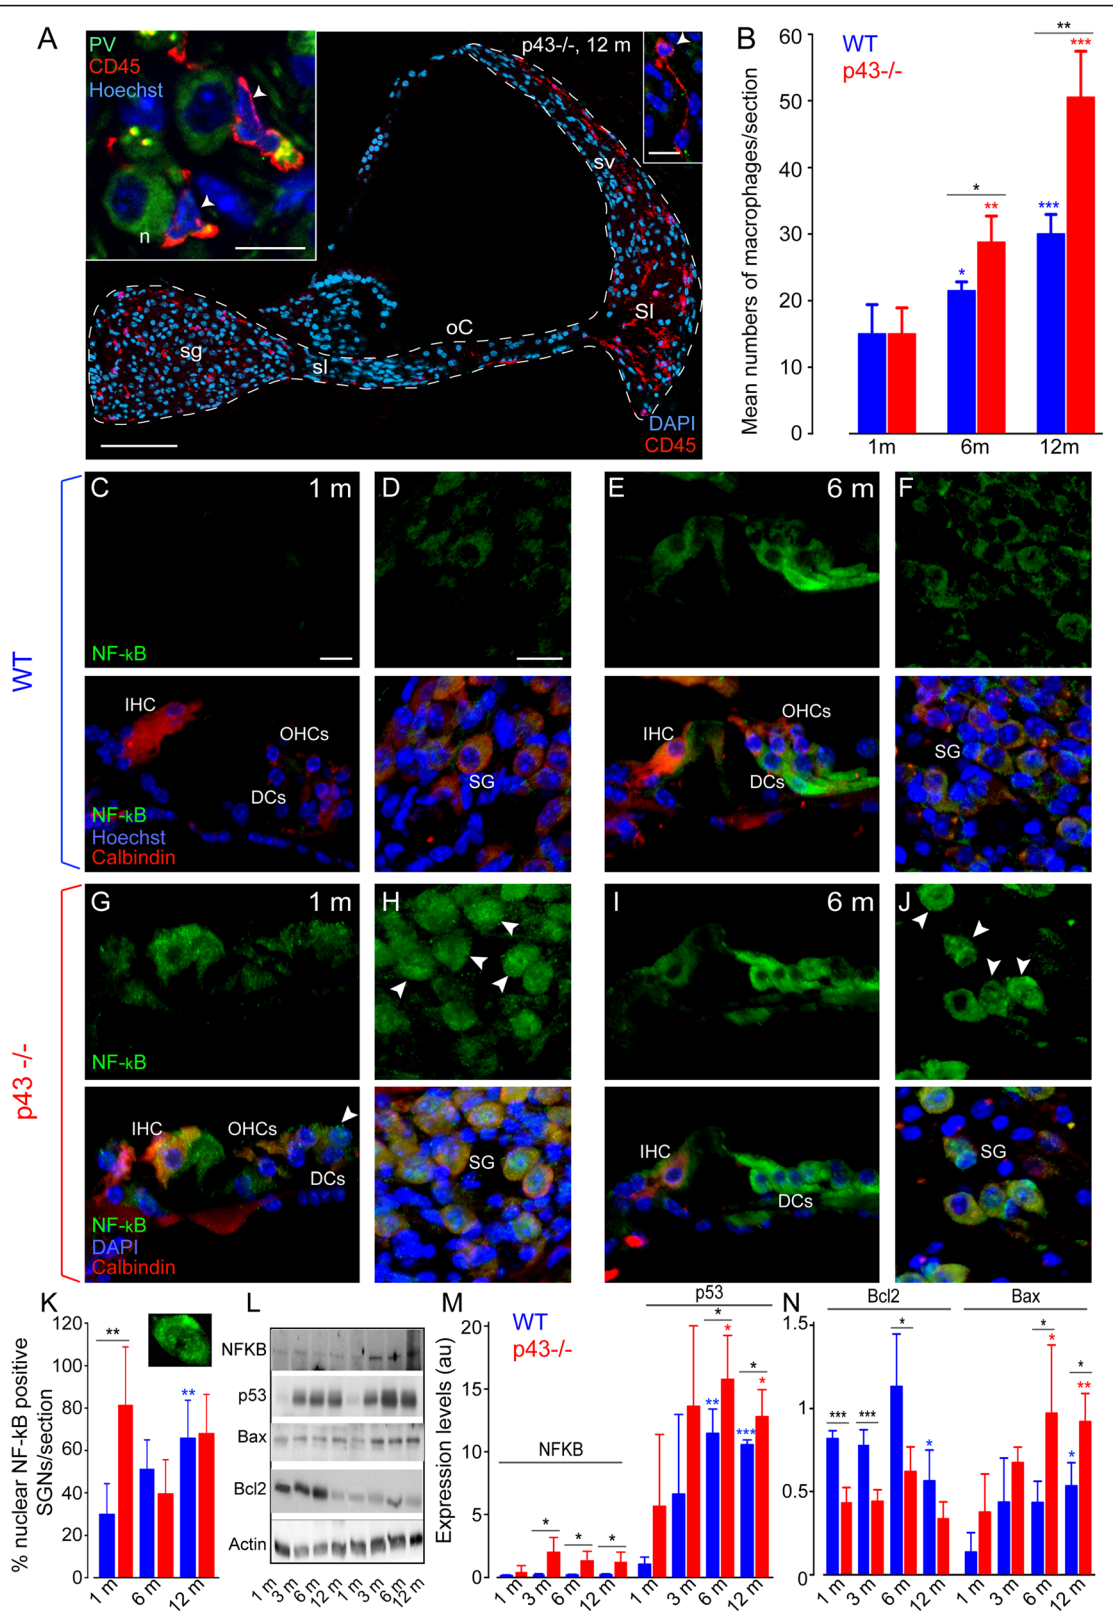 A
PV
CD45
Hoechst
n
p43-/-, 12 m
sv
Sl
oC
sg
sl
DAPI
CD45
B
WT
p43-/-
Mean numbers of macrophages/section
60
50
40
30
20
10
0
*
**
*
***
***
**
1m
6m
12m
WT
C
1 m
NF-κB
D
E
6 m
F
IHC
OHCs
DCs
NF-κB
Hoechst
Calbindin
SG
IHC
OHCs
DCs
SG
p43 -/-
G
1 m
NF-κB
H
I
6 m
J
IHC
OHCs
DCs
NF-κB
DAPI
Calbindin
SG
IHC
DCs
SG
K
% nuclear NF-kB positive
SGNs/section
120
100
80
60
40
20
0
**
**
1 m
6 m
12 m
L
NFKB
p53
Bax
Bcl2
Actin
1 m
3 m
6 m
12 m
1 m
3 m
6 m
12 m
M
WT
p43-/-
Expression levels (au)
20
15
10
5
0
NFKB
*
*
*
p53
*
**
*
*
***
*
1 m
3 m
6 m
12 m
1 m
3 m
6 m
12 m
N
Bcl2
Bax
1.5
1
0.5
0
***
***
*
*
*
*
*
*
**
1 m
3 m
6 m
12 m
1 m
3 m
6 m
12 m